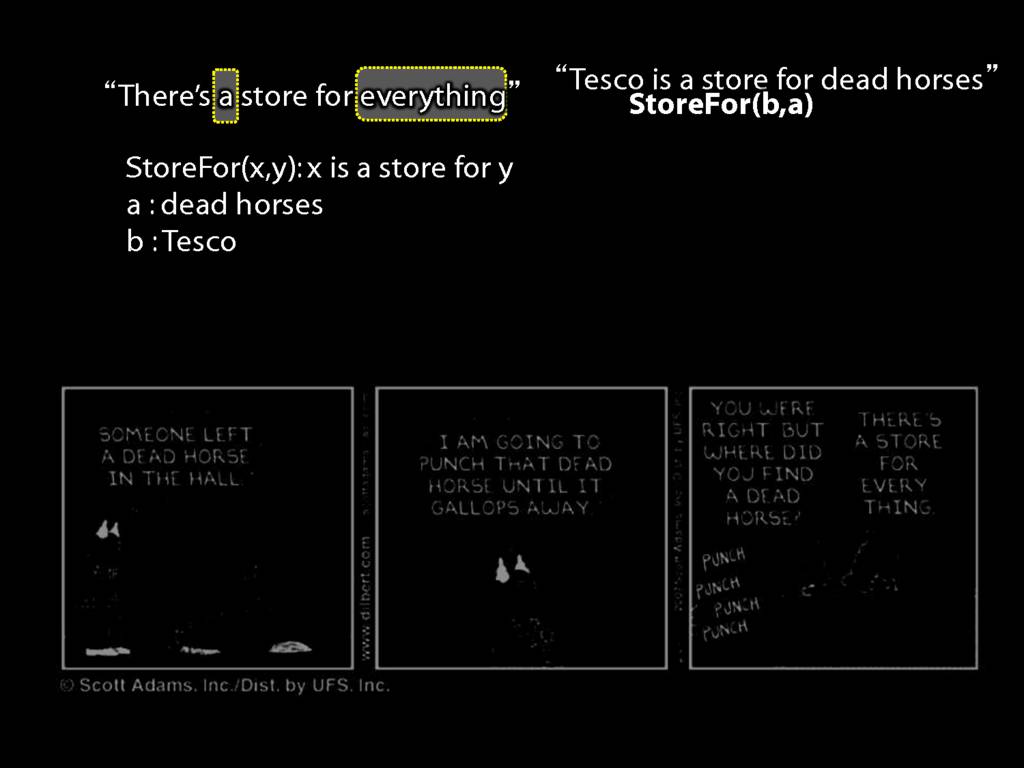 “There’s a store for everything”
“Tesco is a store for dead horses”
StoreFor(b,a)
StoreFor(x,y): x is a store for y
a : dead horses
b : Tesco
SOMEONE LEFT
A DEAD HORSE
IN THE HALL.
www.dilbert.com
I AM GOING TO
PUNCH THAT DEAD
HORSE UNTIL IT
GALLOPS AWAY.
YOU WERE
RIGHT BUT
WHERE DID
YOU FIND
A DEAD
HORSE?
THERE'S
A STORE
FOR
EVERY
THING.
PUNCH
PUNCH
PUNCH
PUNCH
© Scott Adams, Inc./Dist. by UFS, Inc.